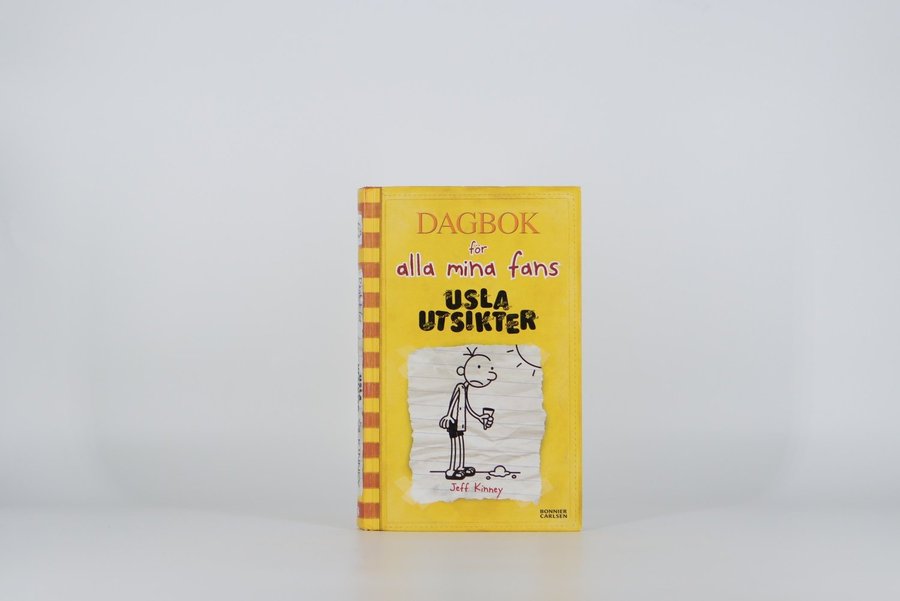 DAGBOK
för
alla mina fans
USLA
UTSIKTER
Jeff Kinney
BONNIER
CARLSEN